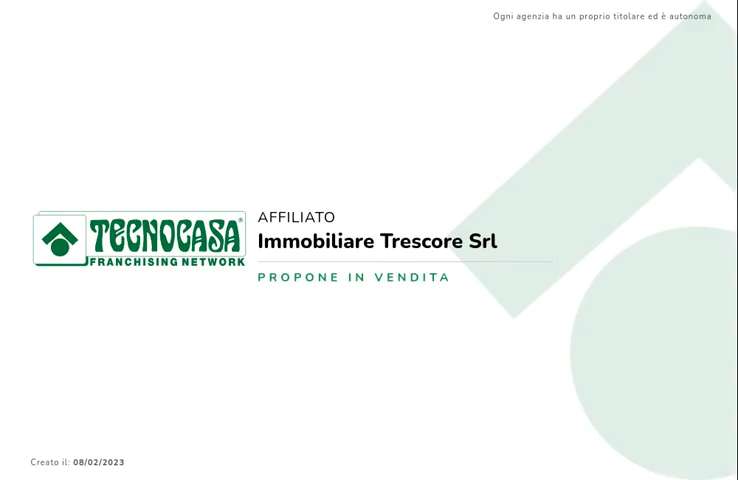 Ogni agenzia ha un proprio titolare ed è autonoma
AFFILIATO
TECNOCASA®
Immobiliare Trescore Srl
FRANCHISING NETWORK
PROPONE IN VENDITA
Creato il: 08/02/2023